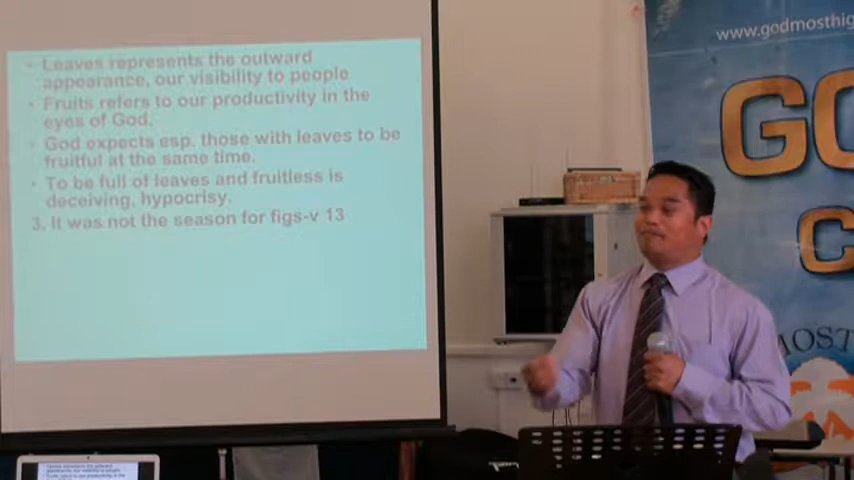 Leaves represents the outward
appearance, our visibility to people
Fruits refers to our productivity in the
eyes of God.
God expects esp. those with leaves to be
fruitful at the same time.
To be full of leaves and fruitless is
deceiving, hypocrisy.
3. It was not the season for figs-v 13
www.godmosthig
GO
C
MOST